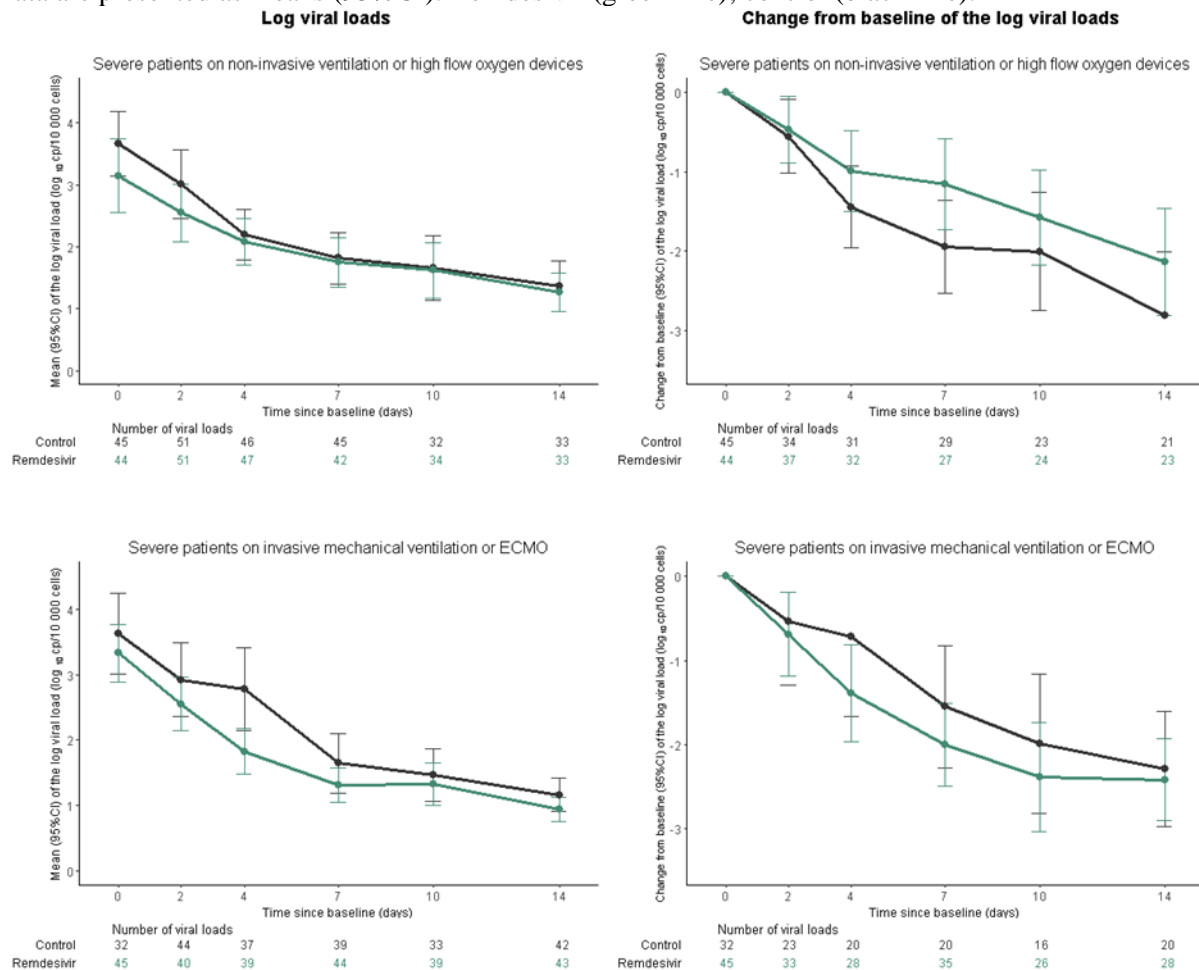 Log viral loads
Change from baseline of the log viral loads
Severe patients on non-invasive ventilation or high flow oxygen devices
Mean (95%CI) of the log viral load (log 10 cp/10 000 cells)
4
3
2
1
0
0 2 4 7 10 14
Time since baseline (days)
Number of viral loads
Control 45 51 46 45 32 33
Remdesivir 44 51 47 42 34 33
Severe patients on non-invasive ventilation or high flow oxygen devices
Change from baseline (95%CI) of the log viral load (log 10 cp/10 000 cells)
0
-1
-2
-3
0 2 4 7 10 14
Time since baseline (days)
Number of viral loads
Control 45 34 31 29 23 21
Remdesivir 44 37 32 27 24 23
Severe patients on invasive mechanical ventilation or ECMO
Mean (95%CI) of the log viral load (log 10 cp/10 000 cells)
4
3
2
1
0
0 2 4 7 10 14
Time since baseline (days)
Number of viral loads
Control 32 44 37 39 33 42
Remdesivir 45 40 39 44 39 43
Severe patients on invasive mechanical ventilation or ECMO
Change from baseline (95%CI) of the log viral load (log 10 cp/10 000 cells)
0
-1
-2
-3
0 2 4 7 10 14
Time since baseline (days)
Number of viral loads
Control 32 23 20 20 16 20
Remdesivir 45 33 28 35 26 28